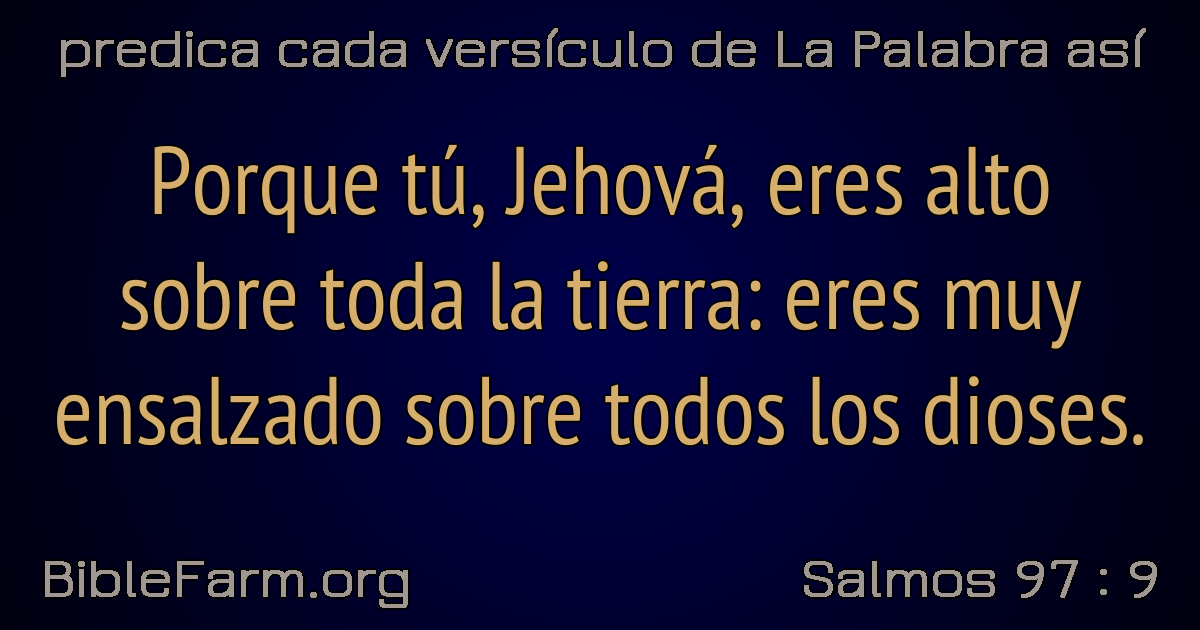 predica cada versículo de La Palabra así
Porque tú, Jehová, eres alto
sobre toda la tierra: eres muy
ensalzado sobre todos los dioses.
BibleFarm.org
Salmos 97 : 9